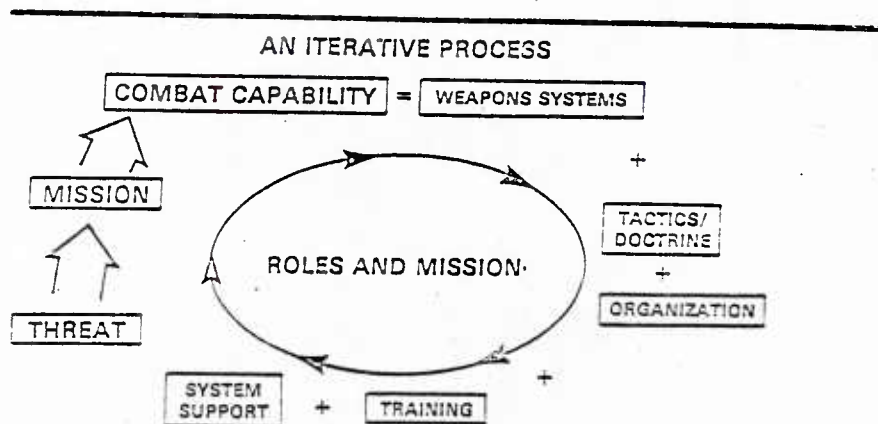 AN ITERATIVE PROCESS
COMBAT CAPABILITY = WEAPONS SYSTEMS
+
MISSION
TACTICS/
DOCTRINE
+
ROLES AND MISSION
ORGANIZATION
THREAT
+
SYSTEM
SUPPORT + TRAINING